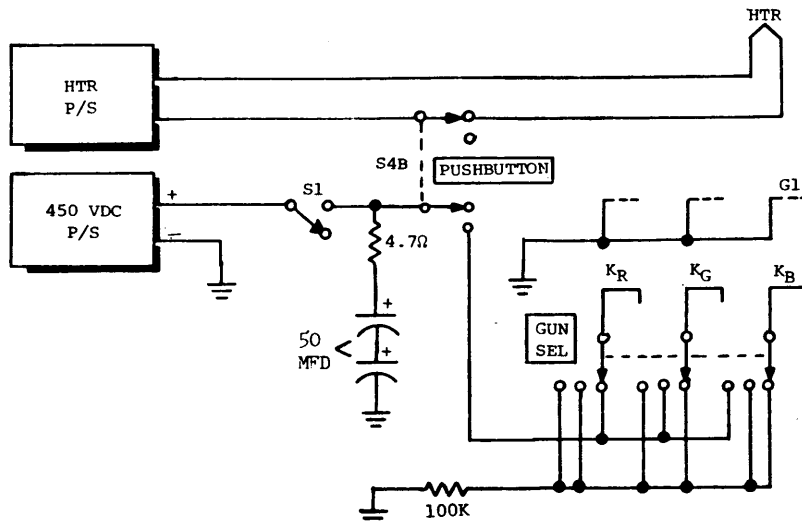 HTR
HTR
P/S
S4B
PUSHBUTTON
450 VDC
P/S
+
−
S1
4.7Ω
G1
K_R
K_G
K_B
+
50
MFD
+
GUN
SEL
100K